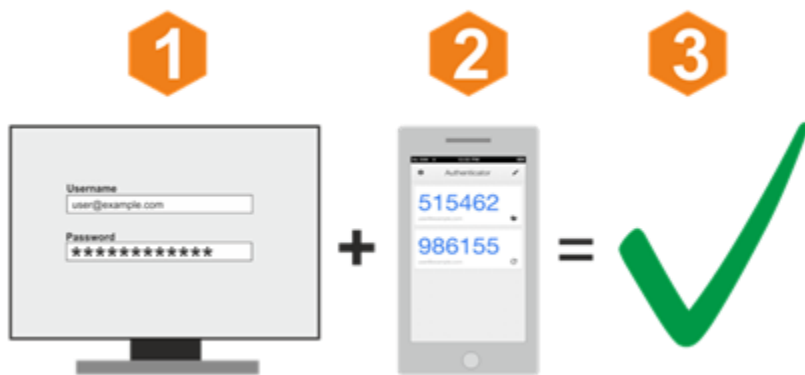 1
2
3
Username
user@example.com
Password
************
+
=
Authenticator
515462
986155